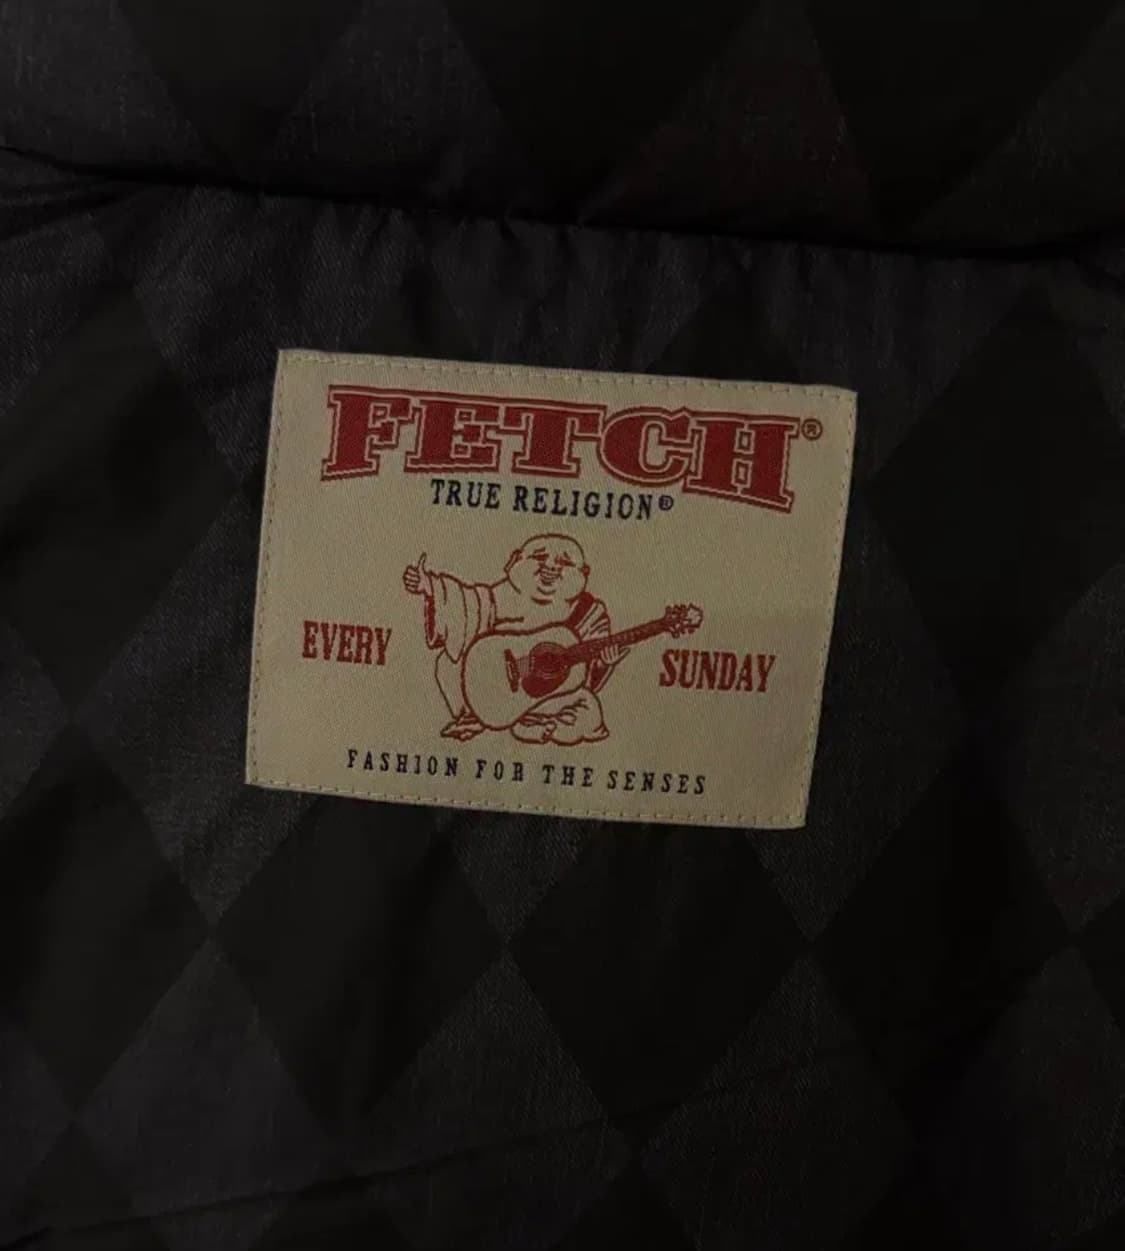 FETCH®
TRUE RELIGION®
EVERY SUNDAY
FASHION FOR THE SENSES